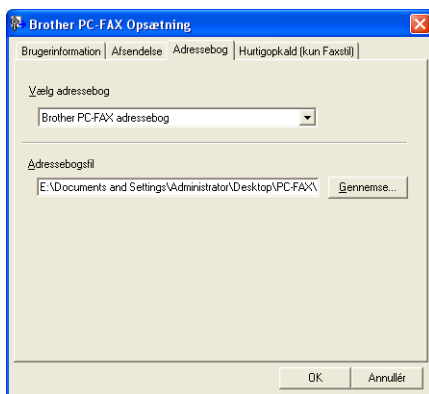 Brother PC-FAX Opsætning
Brugerinformation Afsendelse Adressebog Hurtigopkald (kun Faxstil)
Vælg adressebog
Brother PC-FAX adressebog
Adressebogsfil
E:\Documents and Settings\Administrator\Desktop\PC-FAX\ Gennemse...
OK Annullér